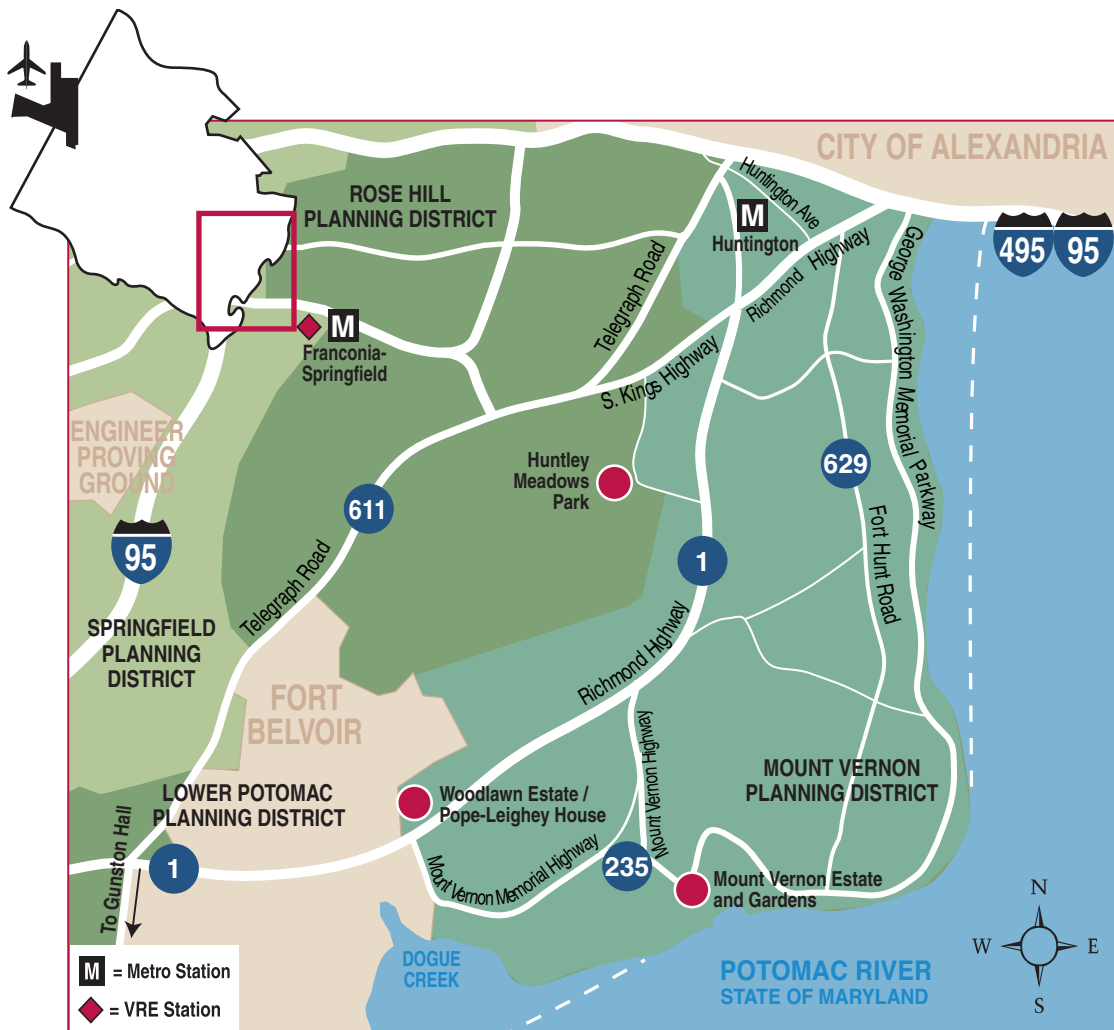 CITY OF ALEXANDRIA
ROSE HILL
PLANNING DISTRICT
Huntington Ave
M
Huntington
Richmond Highway
George Washington Memorial Parkway
495
95
Telegraph Road
M
Franconia-
Springfield
S. Kings Highway
ENGINEER
PROVING
GROUND
Huntley
Meadows
Park
629
611
95
1
Fort Hunt Road
Telegraph Road
SPRINGFIELD
PLANNING
DISTRICT
Richmond Highway
FORT
BELVOIR
Mount Vernon Highway
MOUNT VERNON
PLANNING DISTRICT
LOWER POTOMAC
PLANNING DISTRICT
Woodlawn Estate /
Pope-Leighey House
To Gunston Hall
1
Mount Vernon Memorial Highway
235
Mount Vernon Estate
and Gardens
N
W
E
S
DOGUE
CREEK
POTOMAC RIVER
STATE OF MARYLAND
M = Metro Station
= VRE Station